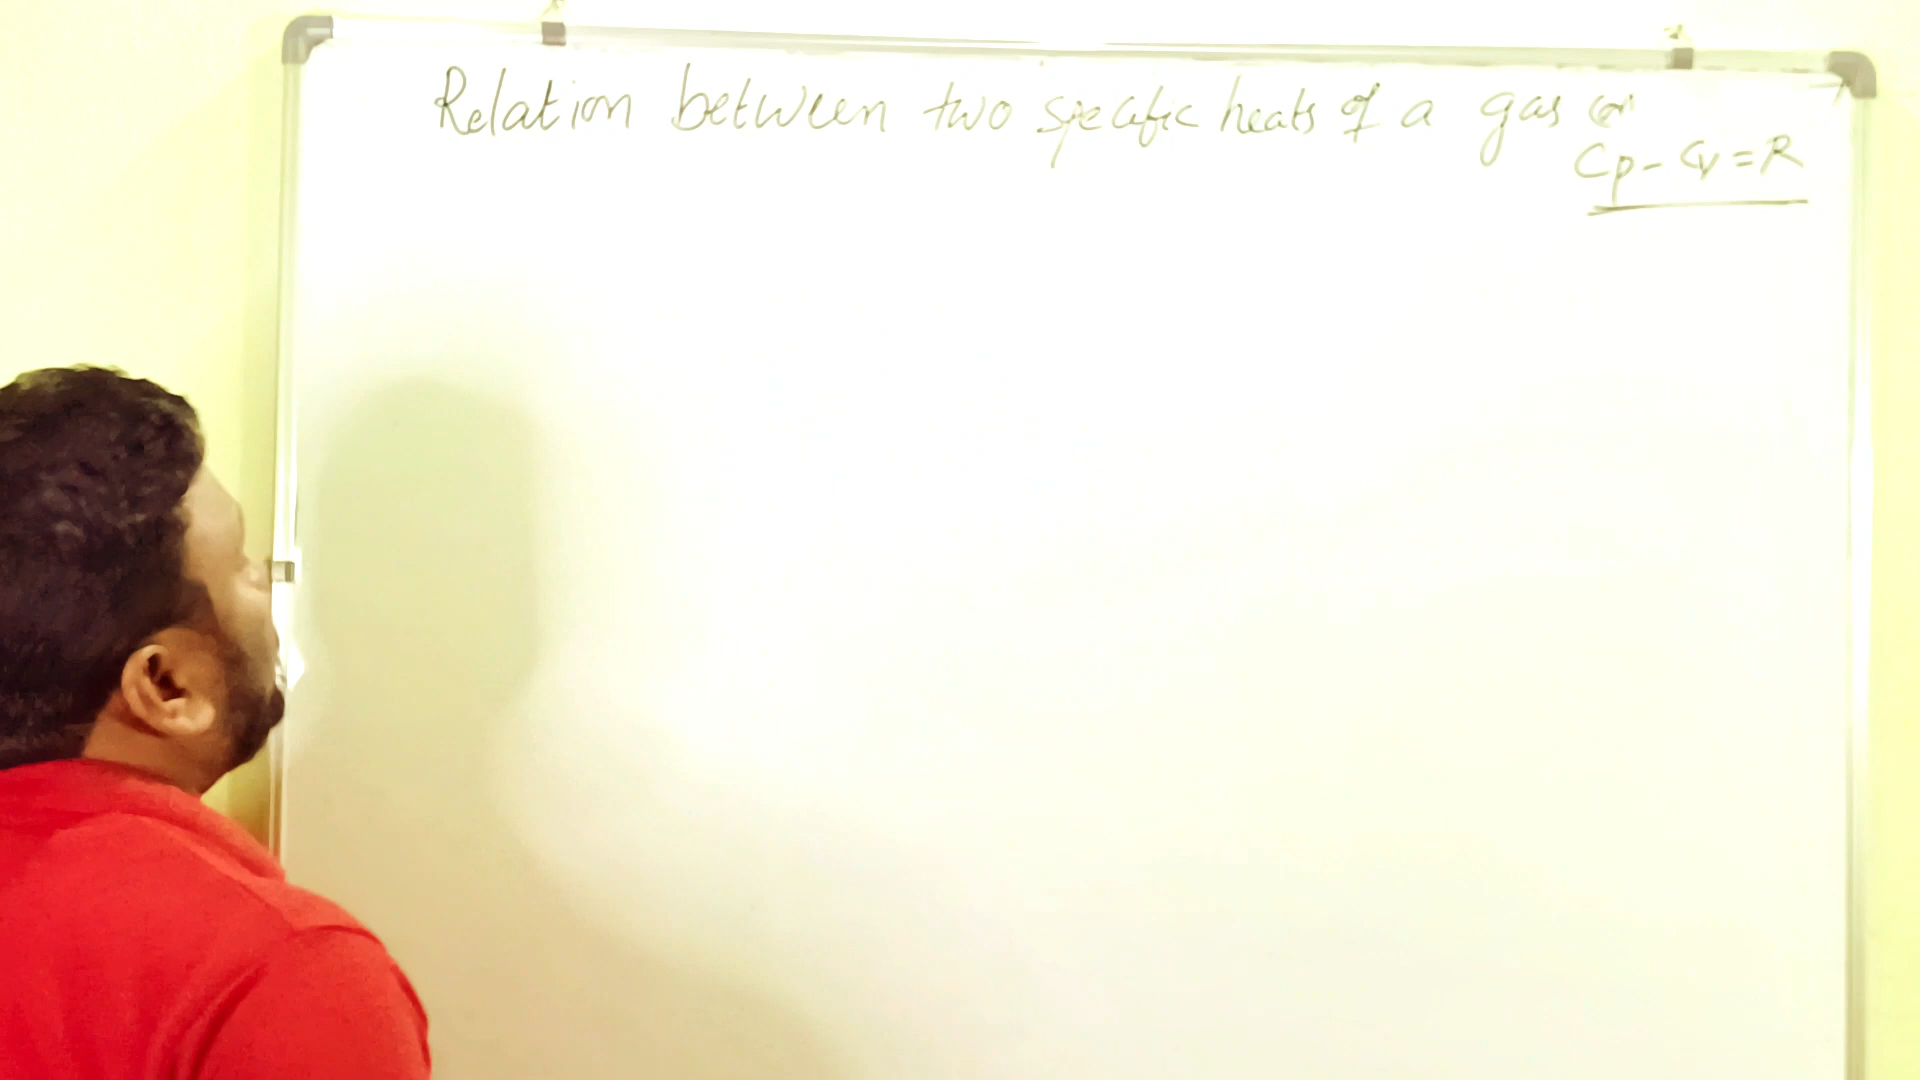 Relation between two specific heats of a gas or
Cp - Cv = R